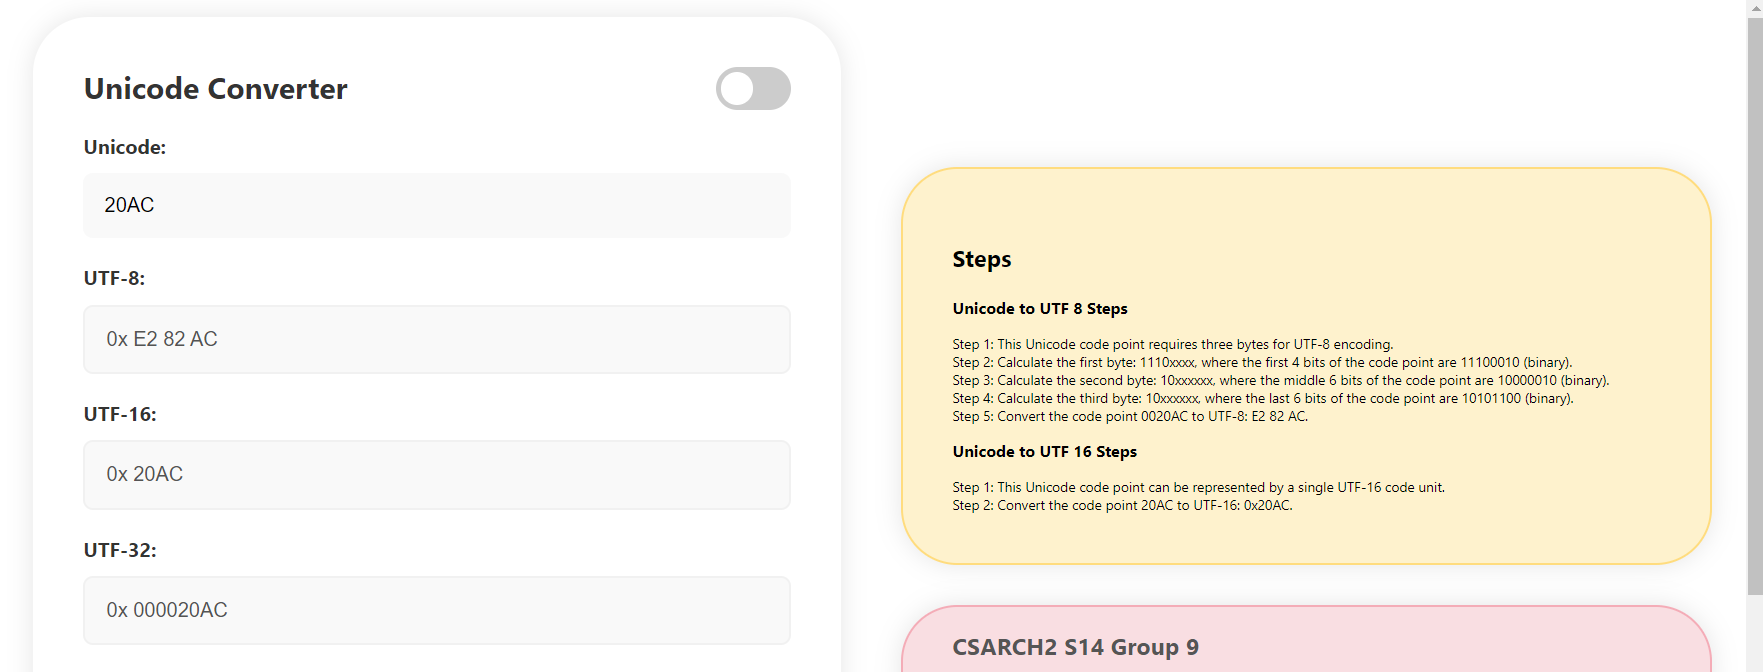 Unicode Converter
Unicode:
20AC
UTF-8:
0x E2 82 AC
UTF-16:
0x 20AC
UTF-32:
0x 000020AC
Steps
Unicode to UTF 8 Steps
Step 1: This Unicode code point requires three bytes for UTF-8 encoding.
Step 2: Calculate the first byte: 1110xxxx, where the first 4 bits of the code point are 11100010 (binary).
Step 3: Calculate the second byte: 10xxxxxx, where the middle 6 bits of the code point are 10000010 (binary).
Step 4: Calculate the third byte: 10xxxxxx, where the last 6 bits of the code point are 10101100 (binary).
Step 5: Convert the code point 0020AC to UTF-8: E2 82 AC.
Unicode to UTF 16 Steps
Step 1: This Unicode code point can be represented by a single UTF-16 code unit.
Step 2: Convert the code point 20AC to UTF-16: 0x20AC.
CSARCH2 S14 Group 9